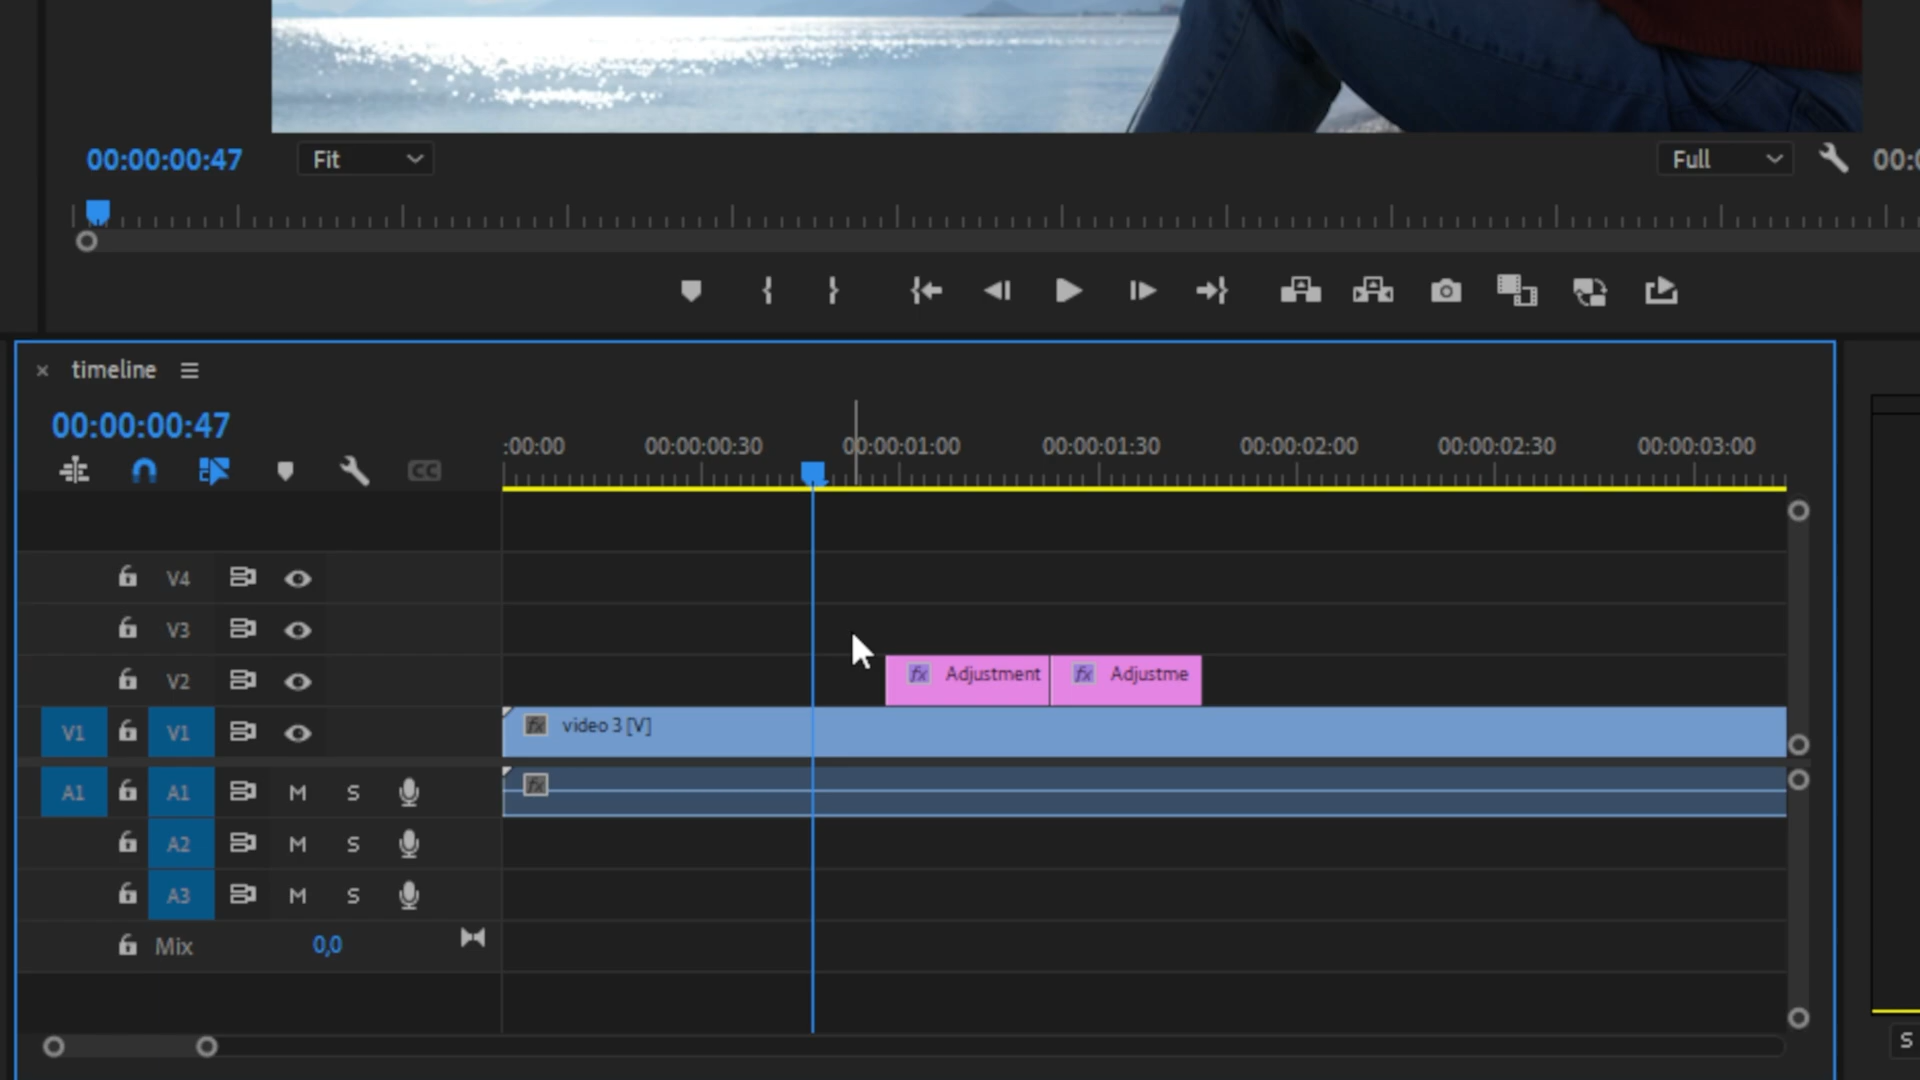 00:00:00:47 Fit Full 00:0
timeline
00:00:00:47
:00:00 00:00:00:30 00:00:01:00 00:00:01:30 00:00:02:00 00:00:02:30 00:00:03:00
CC
V4
V3
V2 fx Adjustment fx Adjustme
V1 V1 fx video 3 [V]
A1 A1 M S fx
A2 M S
A3 M S
Mix 0,0
S